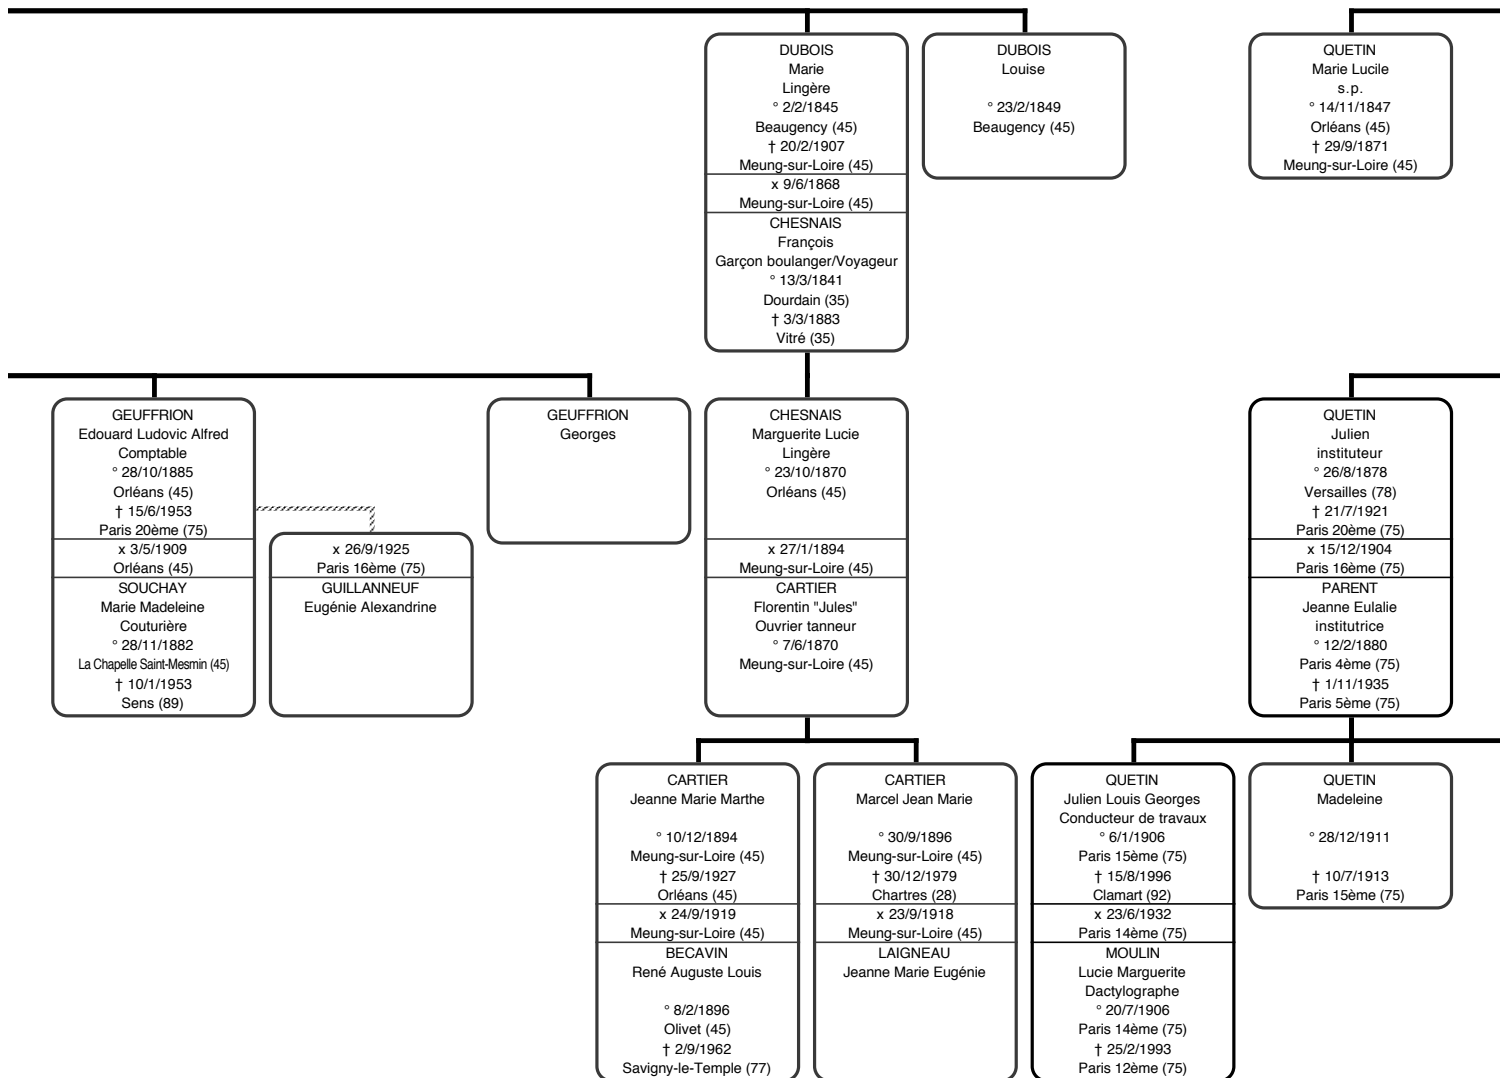 DUBOIS
Marie
Lingère
° 2/2/1845
Beaugency (45)
† 20/2/1907
Meung-sur-Loire (45)
x 9/6/1868
Meung-sur-Loire (45)
CHESNAIS
François
Garçon boulanger/Voyageur
° 13/3/1841
Dourdain (35)
† 3/3/1883
Vitré (35)
DUBOIS
Louise
° 23/2/1849
Beaugency (45)
QUETIN
Marie Lucile
s.p.
° 14/11/1847
Orléans (45)
† 29/9/1871
Meung-sur-Loire (45)
GEUFFRION
Edouard Ludovic Alfred
Comptable
° 28/10/1885
Orléans (45)
† 15/6/1953
Paris 20ème (75)
x 3/5/1909
Orléans (45)
SOUCHAY
Marie Madeleine
Couturière
° 28/11/1882
La Chapelle Saint-Mesmin (45)
† 10/1/1953
Sens (89)
x 26/9/1925
Paris 16ème (75)
GUILLANNEUF
Eugénie Alexandrine
GEUFFRION
Georges
CHESNAIS
Marguerite Lucie
Lingère
° 23/10/1870
Orléans (45)
x 27/1/1894
Meung-sur-Loire (45)
CARTIER
Florentin "Jules"
Ouvrier tanneur
° 7/6/1870
Meung-sur-Loire (45)
QUETIN
Julien
instituteur
° 26/8/1878
Versailles (78)
† 21/7/1921
Paris 20ème (75)
x 15/12/1904
Paris 16ème (75)
PARENT
Jeanne Eulalie
institutrice
° 12/2/1880
Paris 4ème (75)
† 1/11/1935
Paris 5ème (75)
CARTIER
Jeanne Marie Marthe
° 10/12/1894
Meung-sur-Loire (45)
† 25/9/1927
Orléans (45)
x 24/9/1919
Meung-sur-Loire (45)
BECAVIN
René Auguste Louis
° 8/2/1896
Olivet (45)
† 2/9/1962
Savigny-le-Temple (77)
CARTIER
Marcel Jean Marie
° 30/9/1896
Meung-sur-Loire (45)
† 30/12/1979
Chartres (28)
x 23/9/1918
Meung-sur-Loire (45)
LAIGNEAU
Jeanne Marie Eugénie
QUETIN
Julien Louis Georges
Conducteur de travaux
° 6/1/1906
Paris 15ème (75)
† 15/8/1996
Clamart (92)
x 23/6/1932
Paris 14ème (75)
MOULIN
Lucie Marguerite
Dactylographe
° 20/7/1906
Paris 14ème (75)
† 25/2/1993
Paris 12ème (75)
QUETIN
Madeleine
° 28/12/1911
† 10/7/1913
Paris 15ème (75)